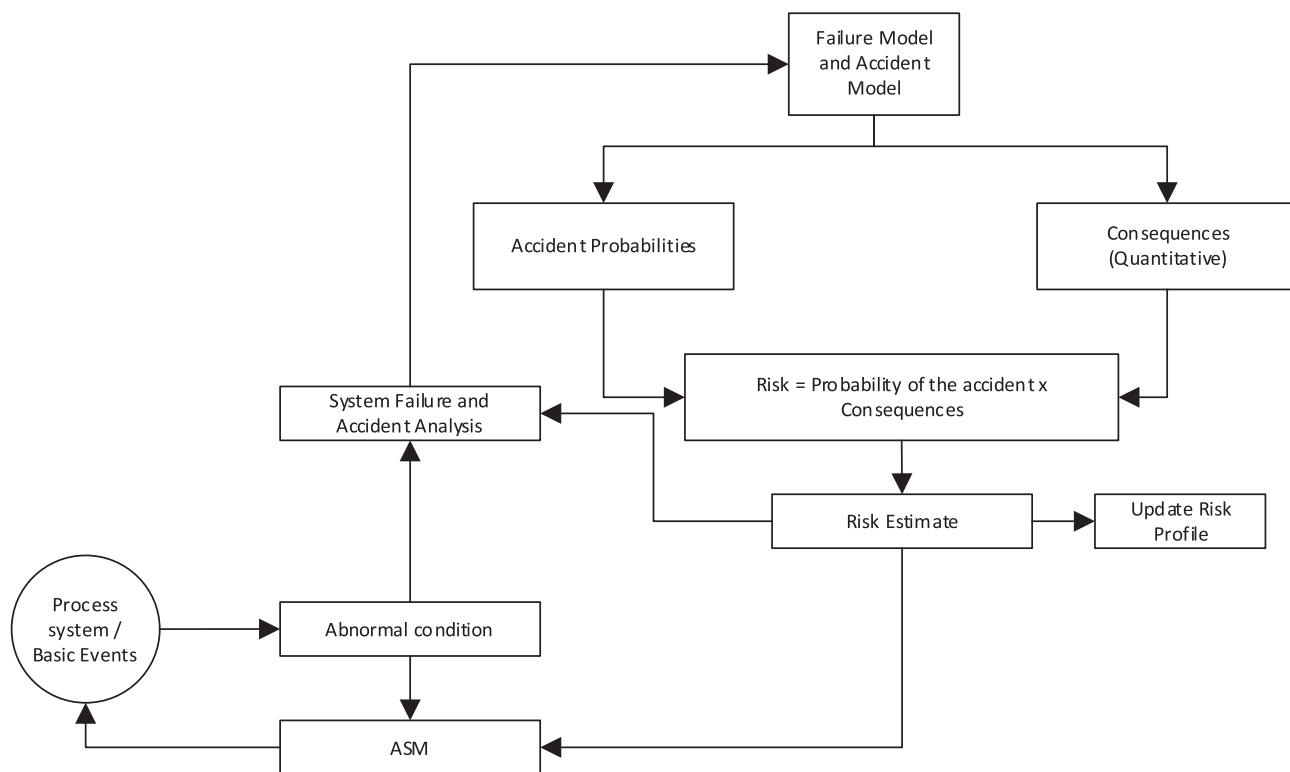 Failure Model
and Accident
Model
Accident Probabilities
Consequences
(Quantitative)
Risk = Probability of the accident x
Consequences
System Failure and
Accident Analysis
Risk Estimate
Update Risk
Profile
Process
system /
Basic Events
Abnormal condition
ASM